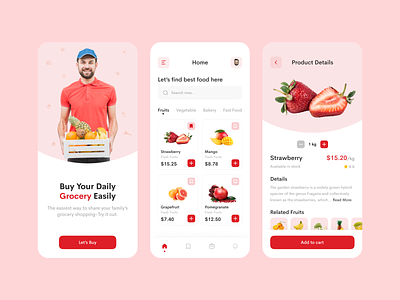 Buy Your Daily
Grocery Easily
The easiest way to share your family's
grocery shopping- Try it out
Let's Buy
Home
Let's find best food here
Search now...
Fruits Vegetable Bakery Fast Food
Strawberry
Fresh Fruits
$15.25
Mango
Fresh Fruits
$8.78
Grapefruit
Fresh Fruits
$7.40
Pomegranate
Fresh Fruits
$12.50
Product Details
1 kg
Strawberry $15.20/kg
Available in stock
Details
The garden strawberry is a widely grown hybrid
species of the genus Fragaria and collectively
known as the strawberries, which... Read More
Related Fruits
Add to cart